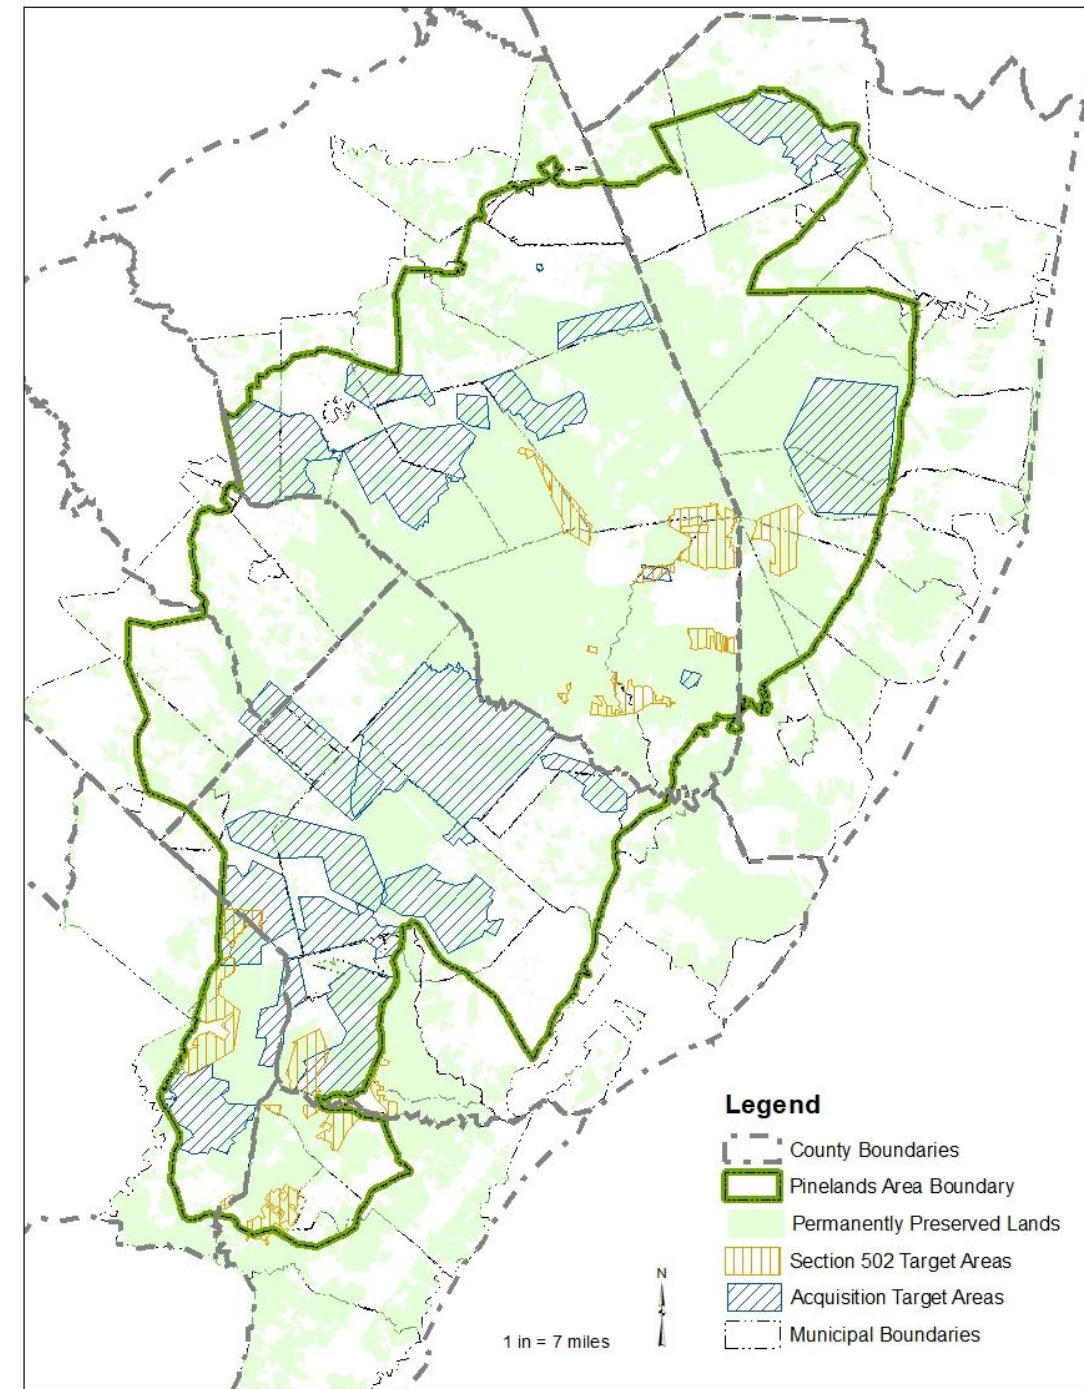 Legend
County Boundaries
Pinelands Area Boundary
Permanently Preserved Lands
Section 502 Target Areas
Acquisition Target Areas
Municipal Boundaries
N
1 in = 7 miles